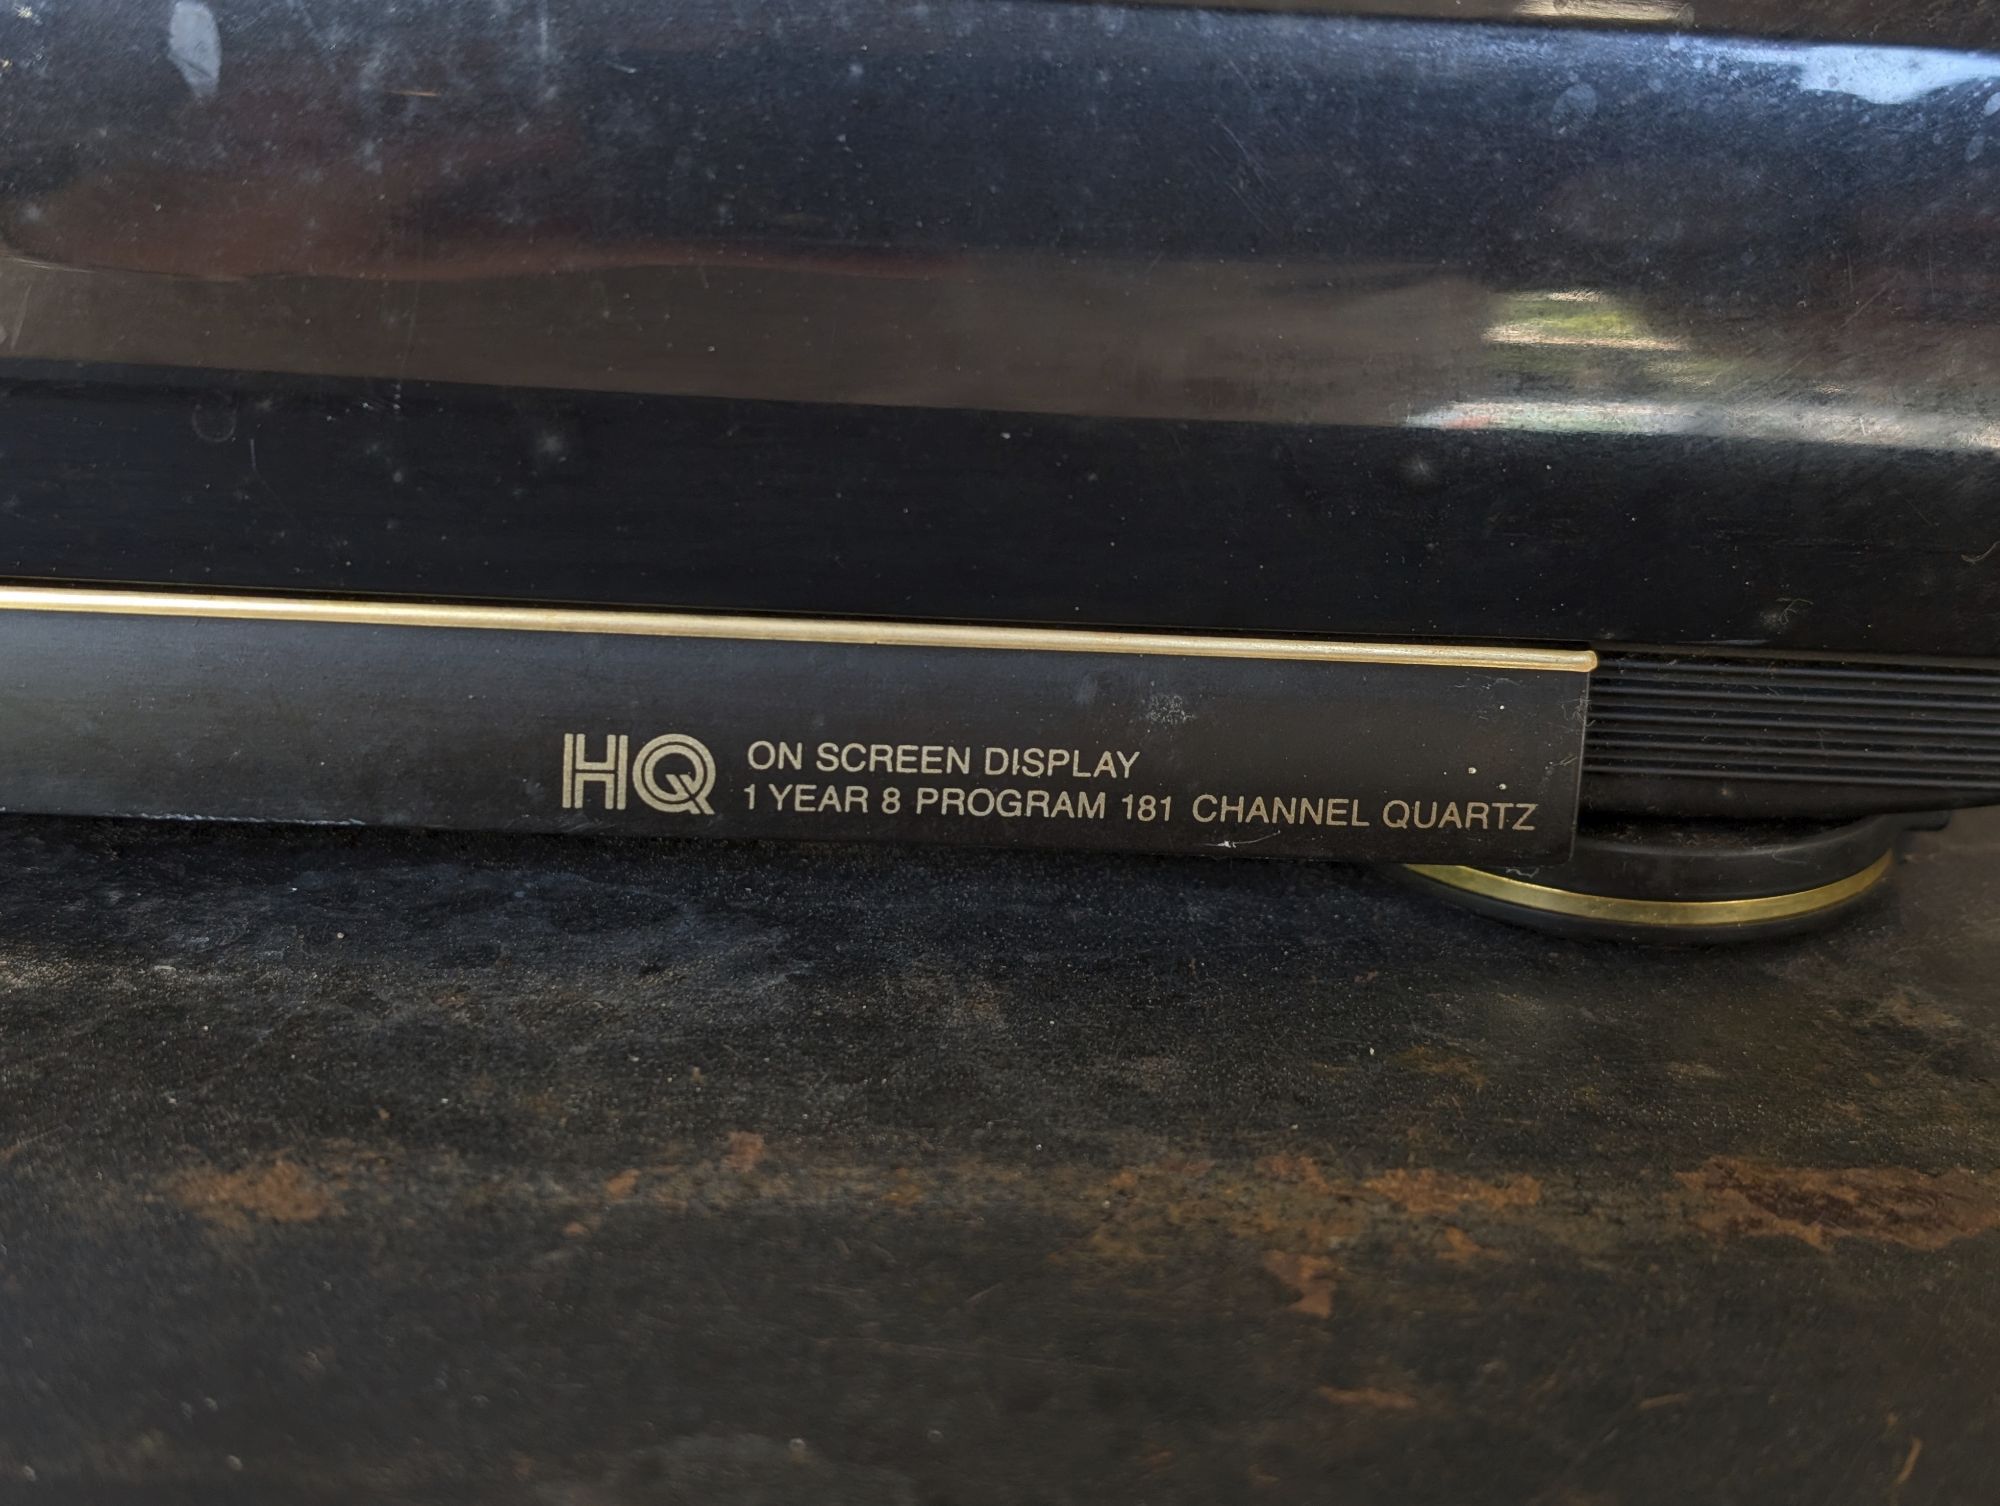 HQ ON SCREEN DISPLAY
1 YEAR 8 PROGRAM 181 CHANNEL QUARTZ